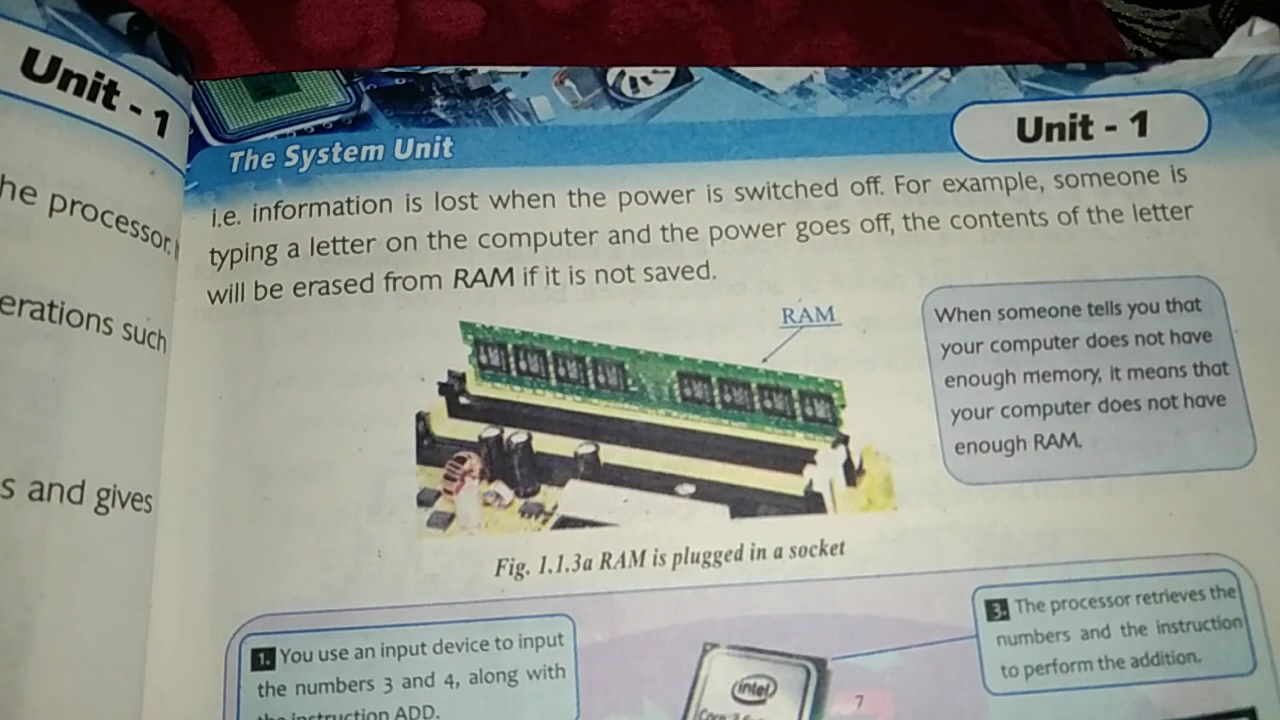 Unit - 1
he processor.
erations such
s and gives
The System Unit
Unit - 1
i.e. information is lost when the power is switched off. For example, someone is
typing a letter on the computer and the power goes off, the contents of the letter
will be erased from RAM if it is not saved.
RAM
When someone tells you that
your computer does not have
enough memory, it means that
your computer does not have
enough RAM.
Fig. 1.1.3a RAM is plugged in a socket
1. You use an input device to input
the numbers 3 and 4, along with
the instruction ADD.
3. The processor retrieves the
numbers and the instruction
to perform the addition.
intel
7